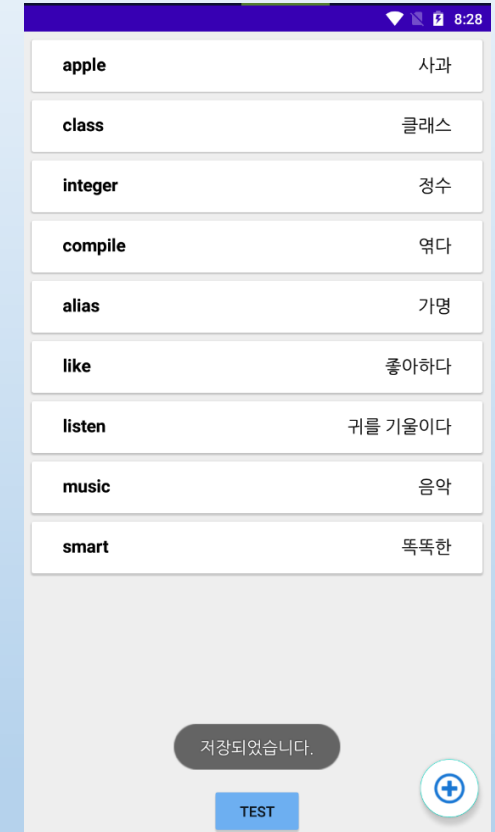 8:28
apple 사과
class 클래스
integer 정수
compile 엮다
alias 가명
like 좋아하다
listen 귀를 기울이다
music 음악
smart 똑똑한
저장되었습니다.
TEST